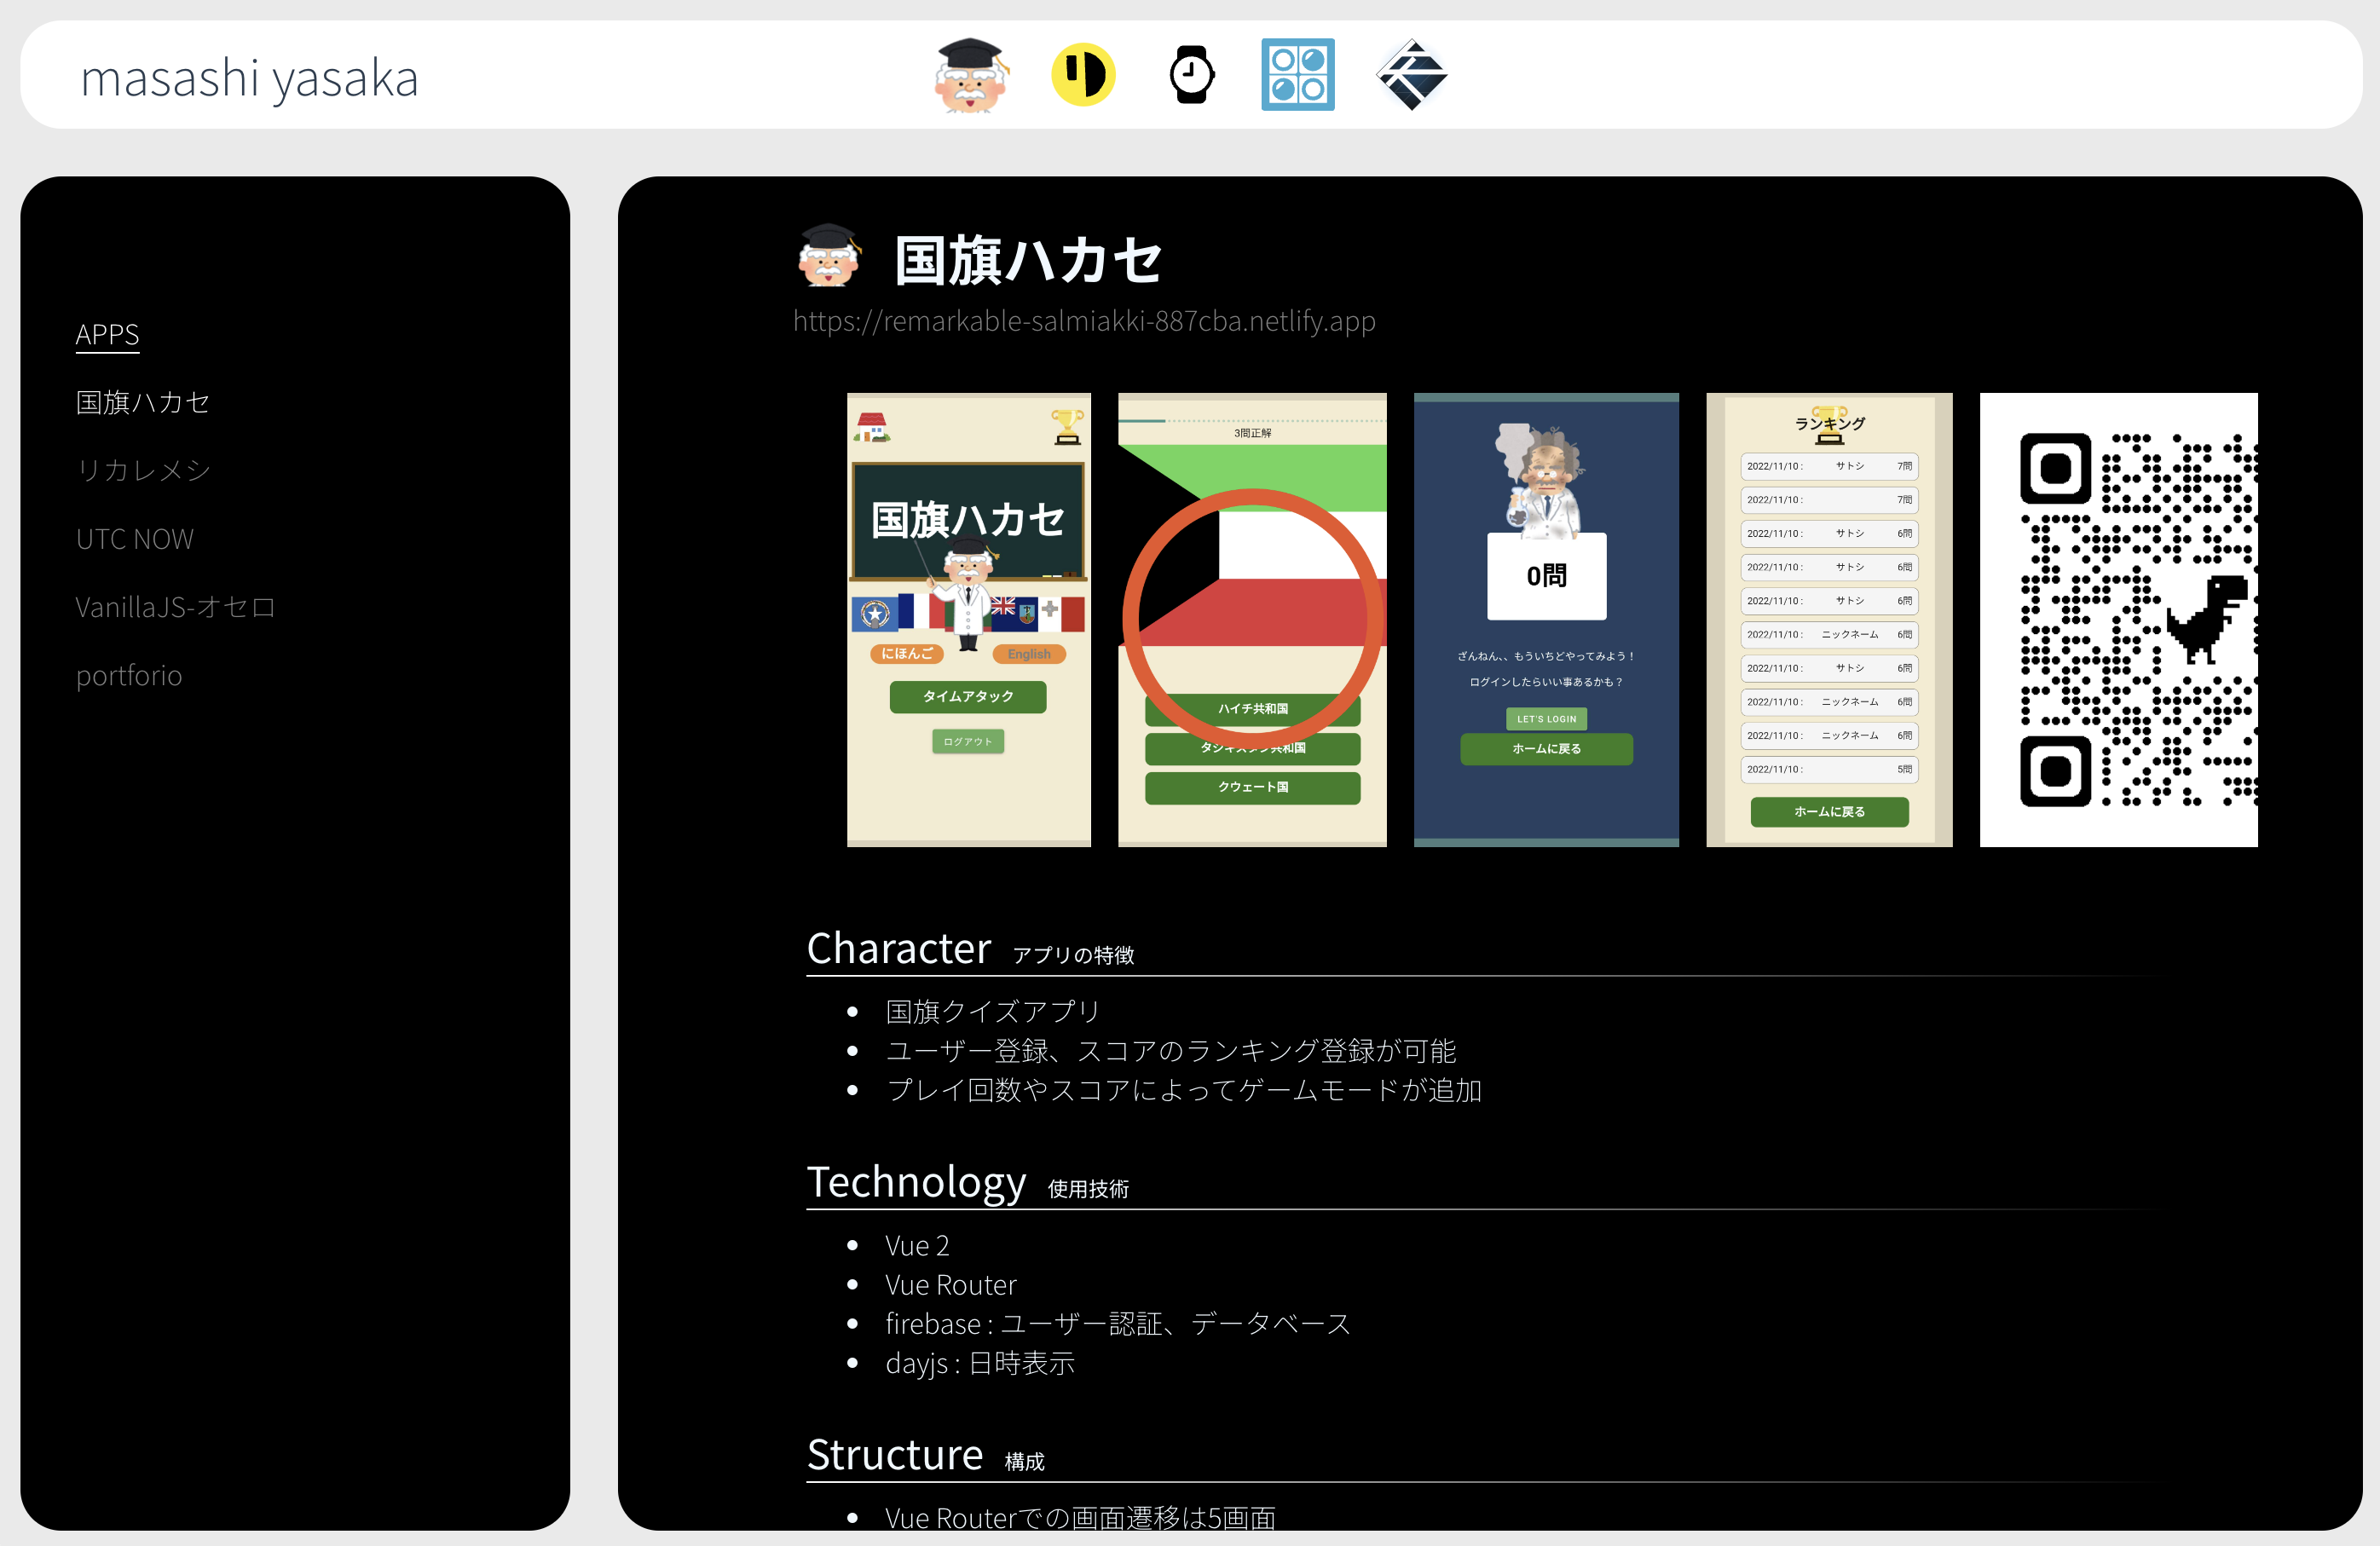 masashi yasaka
APPS
国旗ハカセ
リカレメシ
UTC NOW
VanillaJS-オセロ
portforio
国旗ハカセ
https://remarkable-salmiakki-887cba.netlify.app
国旗ハカセ
にほんご
English
タイムアタック
ログアウト
3問正解
ハイチ共和国
タジキスタン共和国
クウェート国
0問
ざんねん、、もういちどやってみよう！
ログインしたらいい事あるかも？
LET'S LOGIN
ホームに戻る
ランキング
2022/11/10 : サトシ 7問
2022/11/10 : 7問
2022/11/10 : サトシ 6問
2022/11/10 : サトシ 6問
2022/11/10 : サトシ 6問
2022/11/10 : ニックネーム 6問
2022/11/10 : サトシ 6問
2022/11/10 : ニックネーム 6問
2022/11/10 : ニックネーム 6問
2022/11/10 : 5問
ホームに戻る
Character アプリの特徴
国旗クイズアプリ
ユーザー登録、スコアのランキング登録が可能
プレイ回数やスコアによってゲームモードが追加
Technology 使用技術
Vue 2
Vue Router
firebase : ユーザー認証、データベース
dayjs : 日時表示
Structure 構成
Vue Routerでの画面遷移は5画面